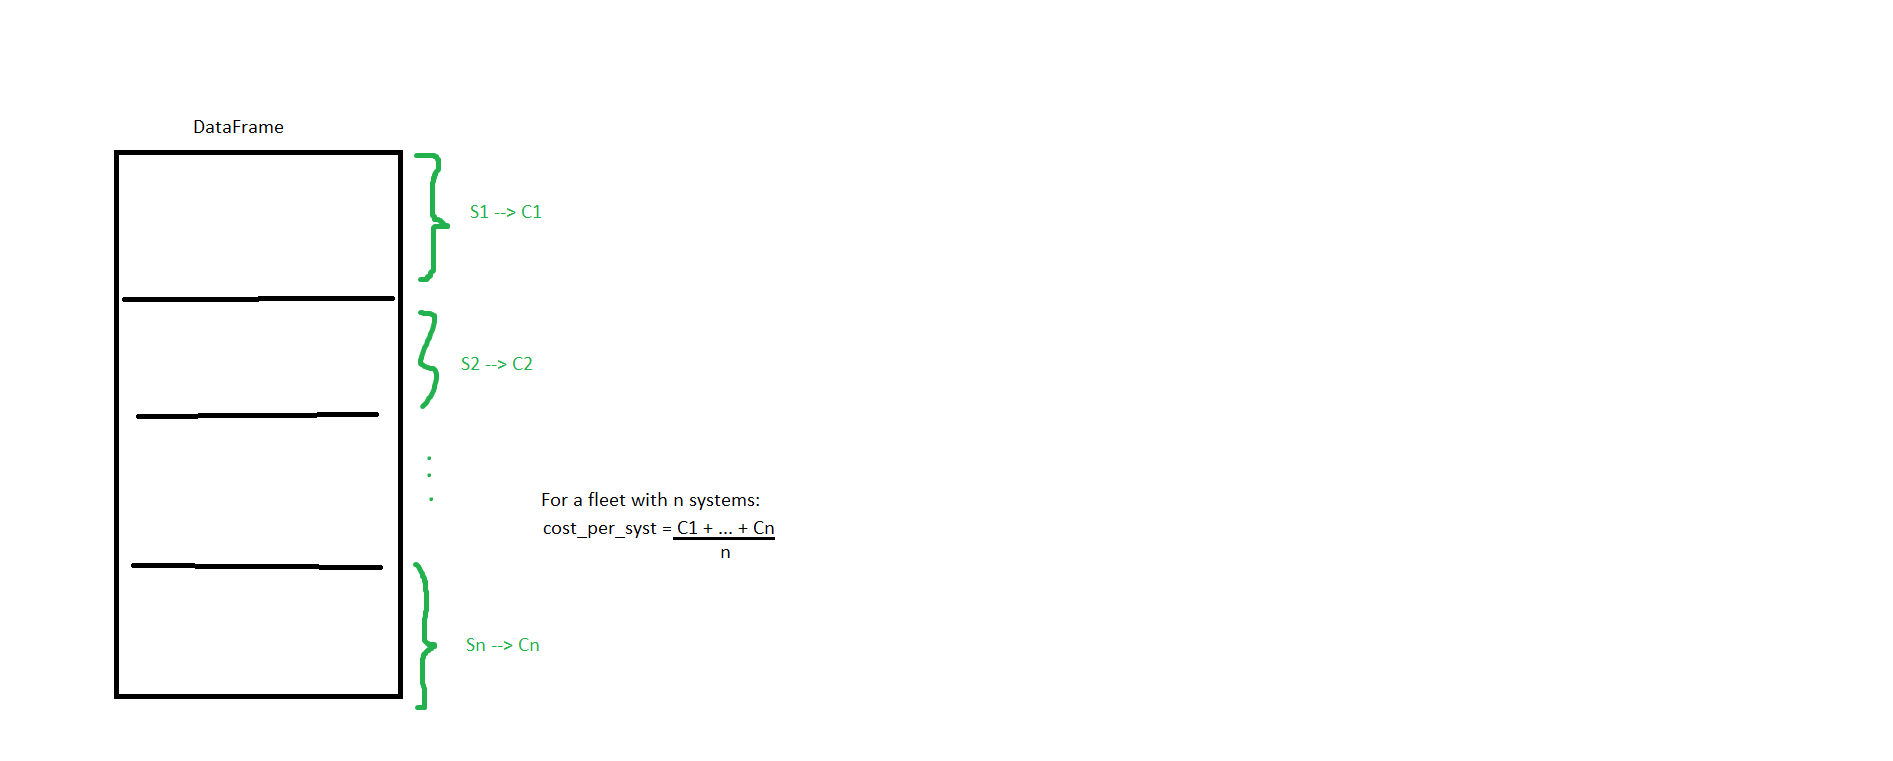 DataFrame
S1 --> C1
S2 --> C2
For a fleet with n systems:
cost_per_syst = C1 + ... + Cn
n
Sn --> Cn